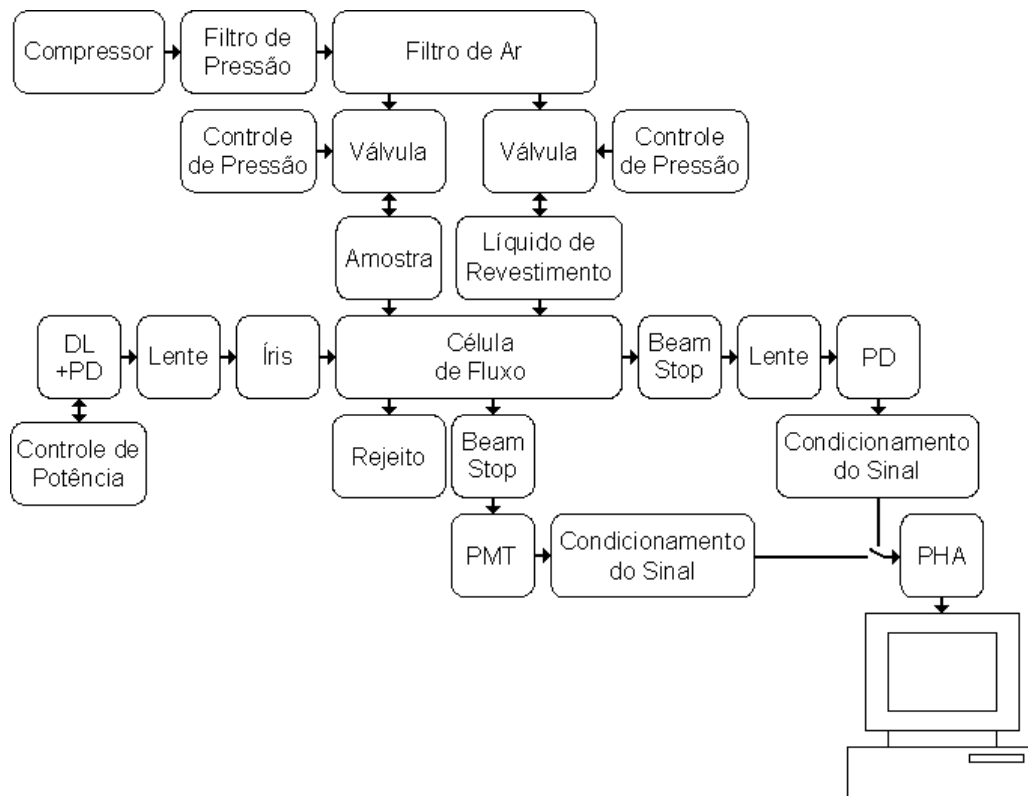 Compressor
Filtro de
Pressão
Filtro de Ar
Controle
de Pressão
Válvula
Válvula
Controle
de Pressão
Amostra
Líquido de
Revestimento
DL
+PD
Lente
Íris
Célula
de Fluxo
Beam
Stop
Lente
PD
Controle de
Potência
Rejeito
Beam
Stop
Condicionamento
do Sinal
PMT
Condicionamento
do Sinal
PHA